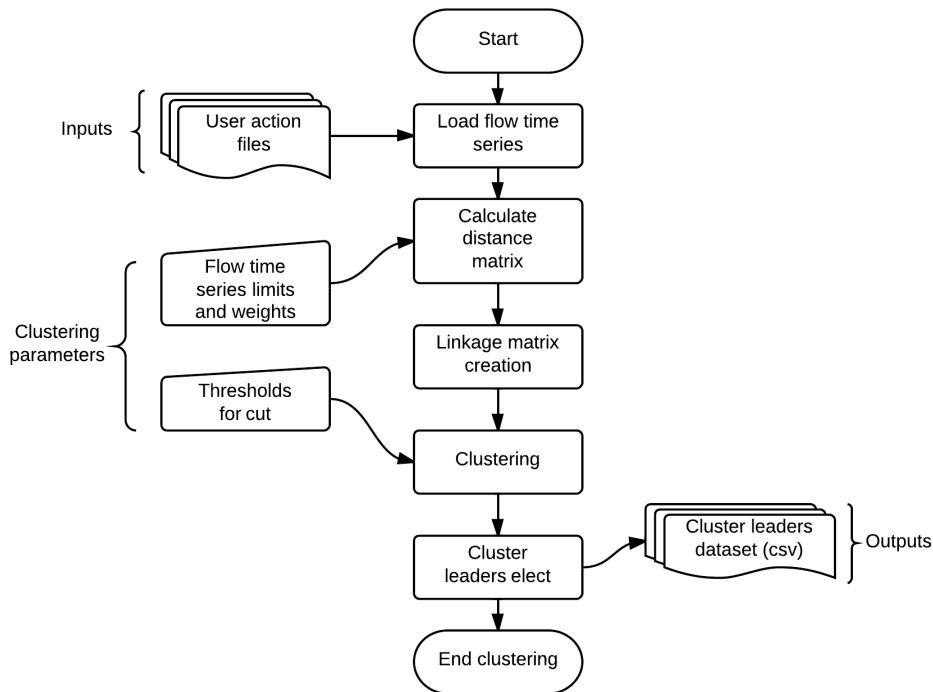 Start
Inputs
User action
files
Load flow time
series
Calculate
distance
matrix
Clustering
parameters
Flow time
series limits
and weights
Linkage matrix
creation
Thresholds
for cut
Clustering
Cluster
leaders elect
Cluster leaders
dataset (csv)
Outputs
End clustering